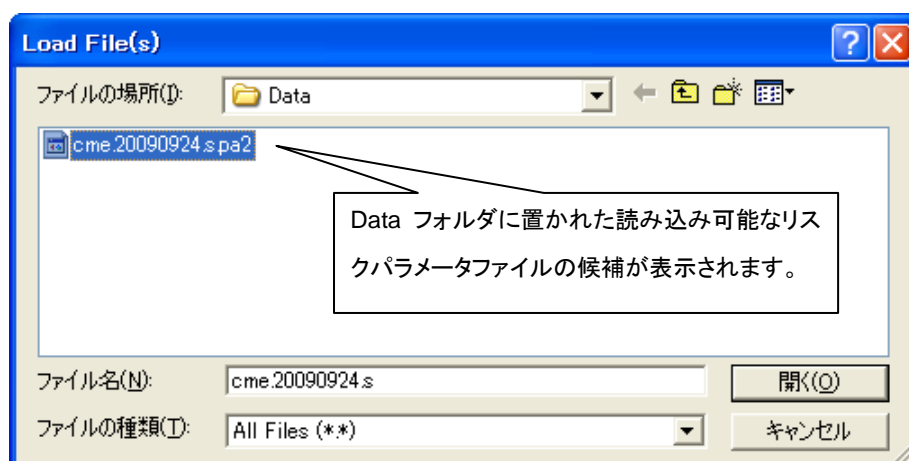 Load File(s)
ファイルの場所(I):
Data
cme.20090924.s.pa2
Data フォルダに置かれた読み込み可能なリス
クパラメータファイルの候補が表示されます。
ファイル名(N):
cme.20090924.s
開く(O)
ファイルの種類(T):
All Files (*.*)
キャンセル